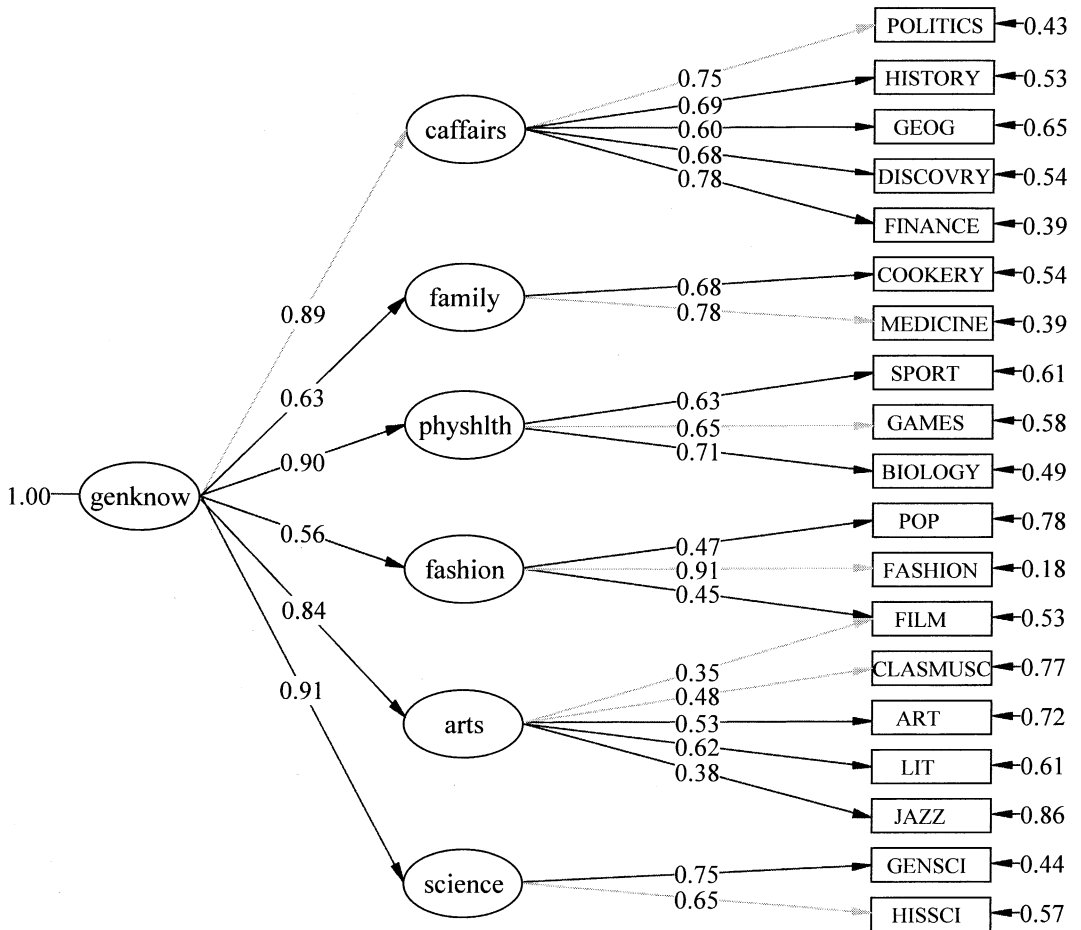 POLITICS 0.43
0.75 HISTORY 0.53
0.69
caffairs 0.60 GEOG 0.65
0.68 DISCOVRY 0.54
0.78
FINANCE 0.39
COOKERY 0.54
0.68
family 0.78
0.89 MEDICINE 0.39
SPORT 0.61
0.63 0.63
physhlth 0.65 GAMES 0.58
0.71
0.90 BIOLOGY 0.49
1.00 genknow
POP 0.78
0.56 0.47
fashion 0.91 FASHION 0.18
0.45
0.84 FILM 0.53
0.35 CLASMUSC 0.77
0.91 0.48
arts 0.53 ART 0.72
0.62
0.38 LIT 0.61
JAZZ 0.86
0.75 GENSCI 0.44
science
0.65 HISSCI 0.57